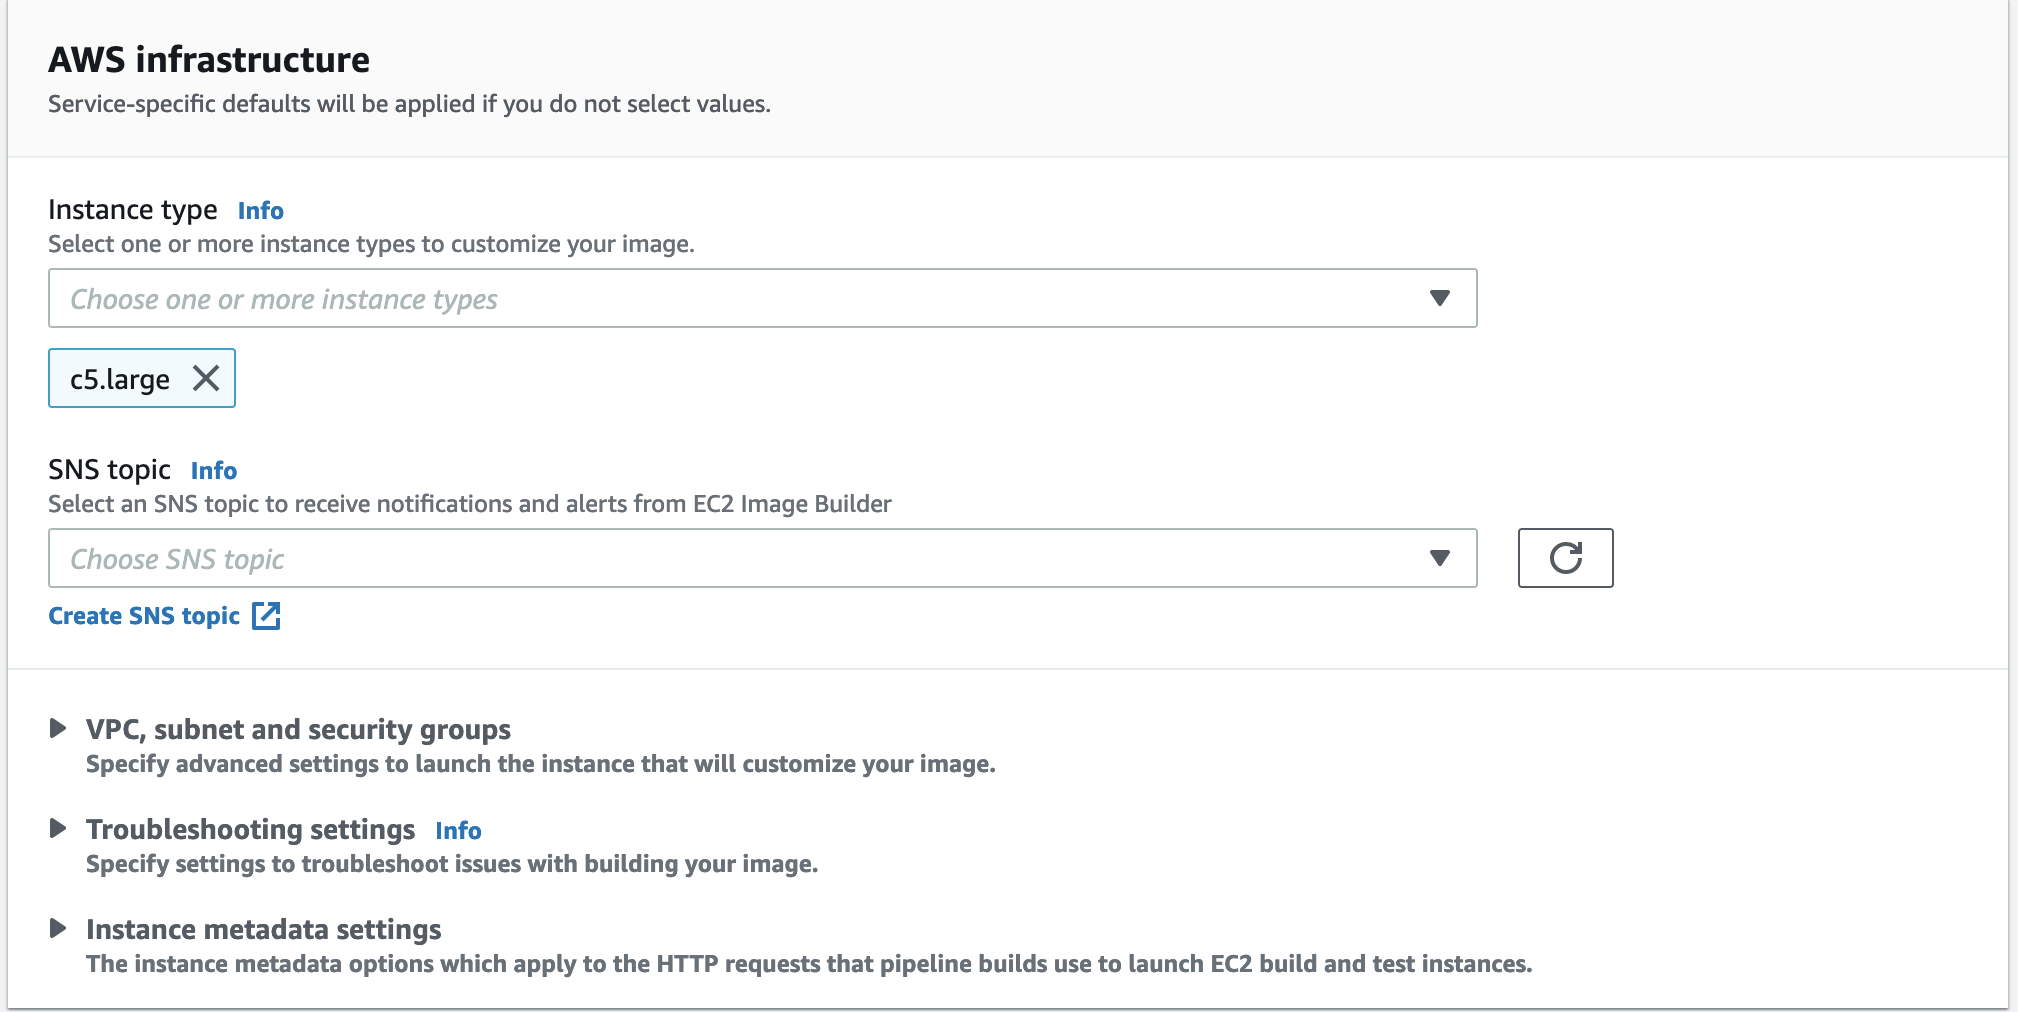 AWS infrastructure
Service-specific defaults will be applied if you do not select values.
Instance type Info
Select one or more instance types to customize your image.
Choose one or more instance types
c5.large
SNS topic Info
Select an SNS topic to receive notifications and alerts from EC2 Image Builder
Choose SNS topic
Create SNS topic
VPC, subnet and security groups
Specify advanced settings to launch the instance that will customize your image.
Troubleshooting settings Info
Specify settings to troubleshoot issues with building your image.
Instance metadata settings
The instance metadata options which apply to the HTTP requests that pipeline builds use to launch EC2 build and test instances.